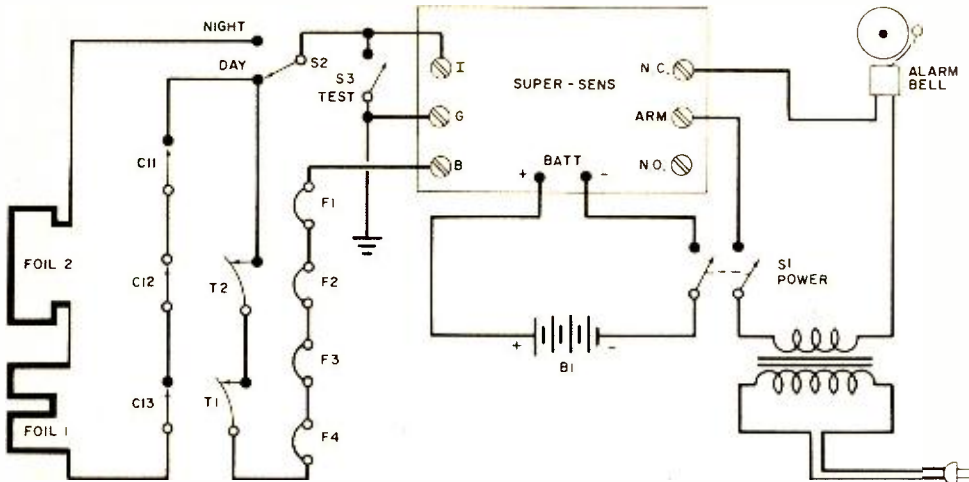 NIGHT
DAY
S2
S3
TEST
I
G
B
SUPER-SENS
BATT
+ -
N.C.
ARM
N.O.
ALARM
BELL
C11
C12
C13
T2
T1
F1
F2
F3
F4
FOIL 2
FOIL 1
S1
POWER
+ -
B1